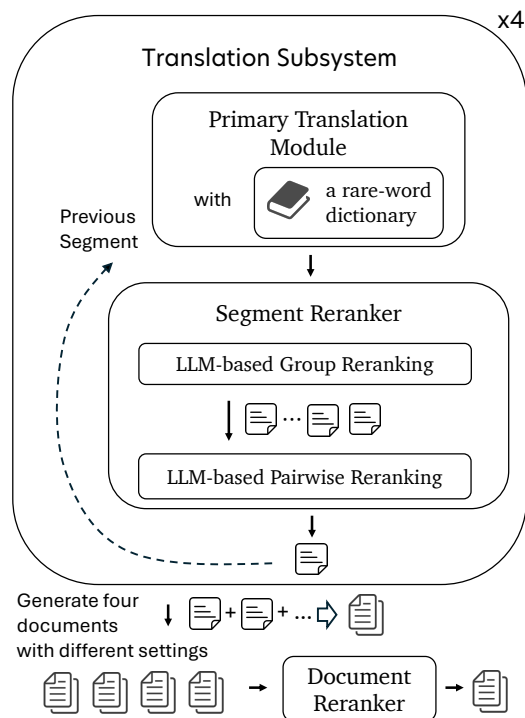 x4
Translation Subsystem
Primary Translation
Module
with
a rare-word
dictionary
Previous
Segment
Segment Reranker
LLM-based Group Reranking
...
LLM-based Pairwise Reranking
Generate four
documents
with different settings
+ + ...
Document
Reranker